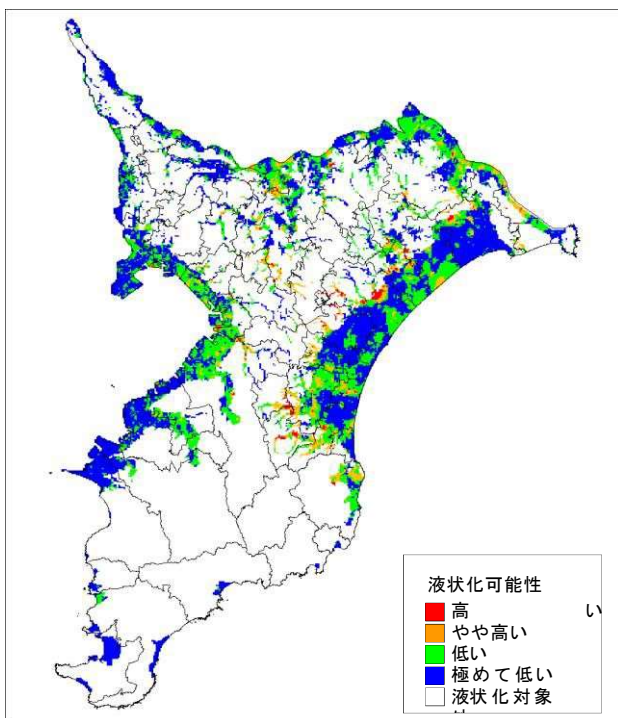 液状化可能性
高い
やや高い
低い
極めて低い
液状化対象